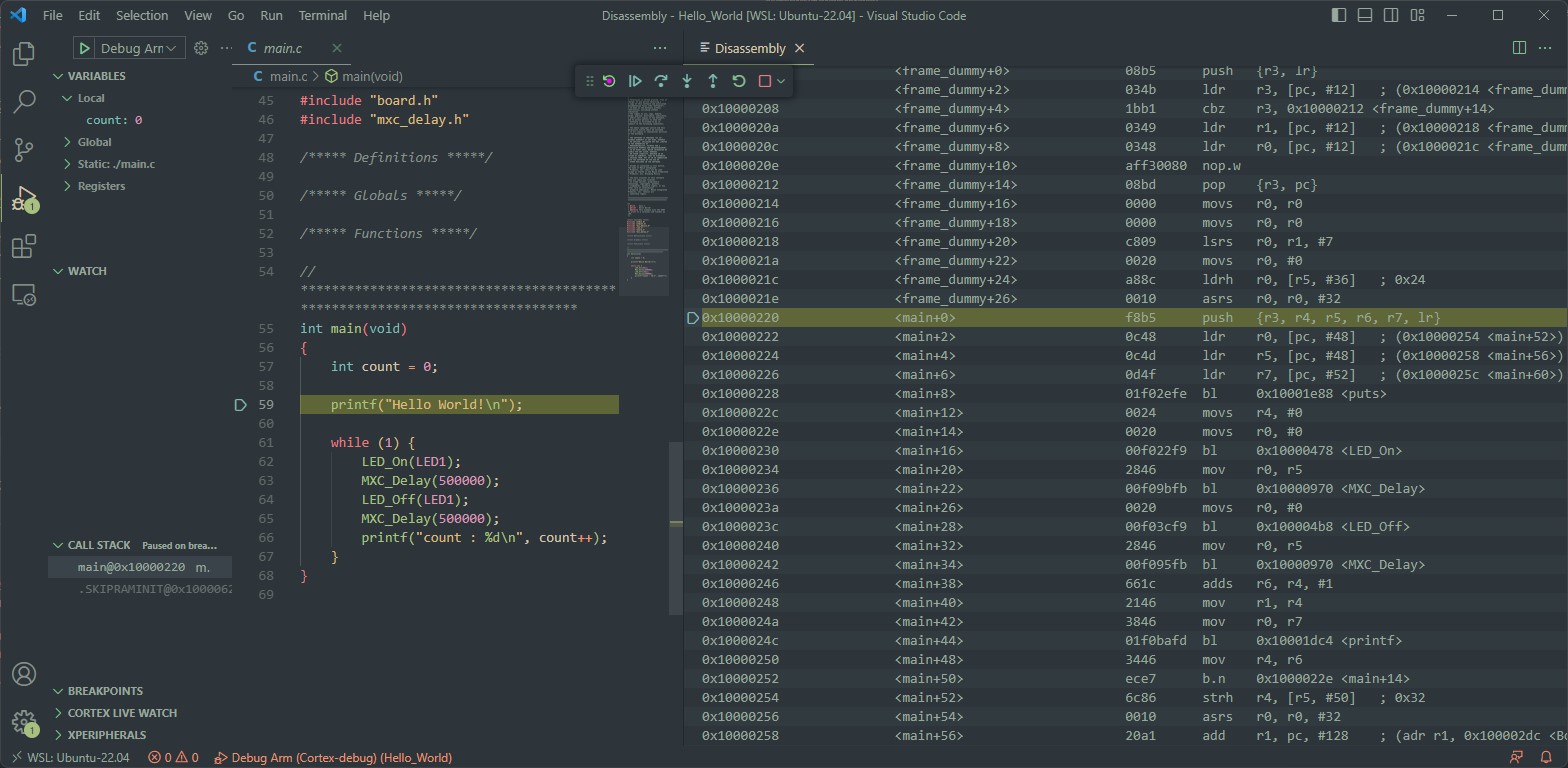 File Edit Selection View Go Run Terminal Help
Disassembly - Hello_World [WSL: Ubuntu-22.04] - Visual Studio Code
Debug Arm
VARIABLES
Local
count: 0
Global
Static: ./main.c
Registers
WATCH
CALL STACK Paused on brea...
main@0x10000220 m.
.SKIPRAMINIT@0x1000062
BREAKPOINTS
CORTEX LIVE WATCH
XPERIPHERALS
1
1
C main.c
C main.c > main(void)
45 #include "board.h"
46 #include "mxc_delay.h"
47
48 /***** Definitions *****/
49
50 /***** Globals *****/
51
52 /***** Functions *****/
53
54 //
*****************************************
************************************
55 int main(void)
56 {
57 int count = 0;
58
59 printf("Hello World!\n");
60
61 while (1) {
62 LED_On(LED1);
63 MXC_Delay(500000);
64 LED_Off(LED1);
65 MXC_Delay(500000);
66 printf("count : %d\n", count++);
67 }
68 }
69
Disassembly
<frame_dummy+0> 08b5 push {r3, lr}
<frame_dummy+2> 034b ldr r3, [pc, #12] ; (0x10000214 <frame_dum
0x10000208 <frame_dummy+4> 1bb1 cbz r3, 0x10000212 <frame_dummy+14>
0x1000020a <frame_dummy+6> 0349 ldr r1, [pc, #12] ; (0x10000218 <frame_dum
0x1000020c <frame_dummy+8> 0348 ldr r0, [pc, #12] ; (0x1000021c <frame_dum
0x1000020e <frame_dummy+10> aff30080 nop.w
0x10000212 <frame_dummy+14> 08bd pop {r3, pc}
0x10000214 <frame_dummy+16> 0000 movs r0, r0
0x10000216 <frame_dummy+18> 0000 movs r0, r0
0x10000218 <frame_dummy+20> c809 lsrs r0, r1, #7
0x1000021a <frame_dummy+22> 0020 movs r0, #0
0x1000021c <frame_dummy+24> a88c ldrh r0, [r5, #36] ; 0x24
0x1000021e <frame_dummy+26> 0010 asrs r0, r0, #32
0x10000220 <main+0> f8b5 push {r3, r4, r5, r6, r7, lr}
0x10000222 <main+2> 0c48 ldr r0, [pc, #48] ; (0x10000254 <main+52>)
0x10000224 <main+4> 0c4d ldr r5, [pc, #48] ; (0x10000258 <main+56>)
0x10000226 <main+6> 0d4f ldr r7, [pc, #52] ; (0x1000025c <main+60>)
0x10000228 <main+8> 01f02efe bl 0x10001e88 <puts>
0x1000022c <main+12> 0024 movs r4, #0
0x1000022e <main+14> 0020 movs r0, #0
0x10000230 <main+16> 00f022f9 bl 0x10000478 <LED_On>
0x10000234 <main+20> 2846 mov r0, r5
0x10000236 <main+22> 00f09bfb bl 0x10000970 <MXC_Delay>
0x1000023a <main+26> 0020 movs r0, #0
0x1000023c <main+28> 00f03cf9 bl 0x100004b8 <LED_Off>
0x10000240 <main+32> 2846 mov r0, r5
0x10000242 <main+34> 00f095fb bl 0x10000970 <MXC_Delay>
0x10000246 <main+38> 661c adds r6, r4, #1
0x10000248 <main+40> 2146 mov r1, r4
0x1000024a <main+42> 3846 mov r0, r7
0x1000024c <main+44> 01f0bafd bl 0x10001dc4 <printf>
0x10000250 <main+48> 3446 mov r4, r6
0x10000252 <main+50> ece7 b.n 0x1000022e <main+14>
0x10000254 <main+52> 6c86 strh r4, [r5, #50] ; 0x32
0x10000256 <main+54> 0010 asrs r0, r0, #32
0x10000258 <main+56> 20a1 add r1, pc, #128 ; (adr r1, 0x100002dc <Bo
WSL: Ubuntu-22.04 0 0 Debug Arm (Cortex-debug) (Hello_World)